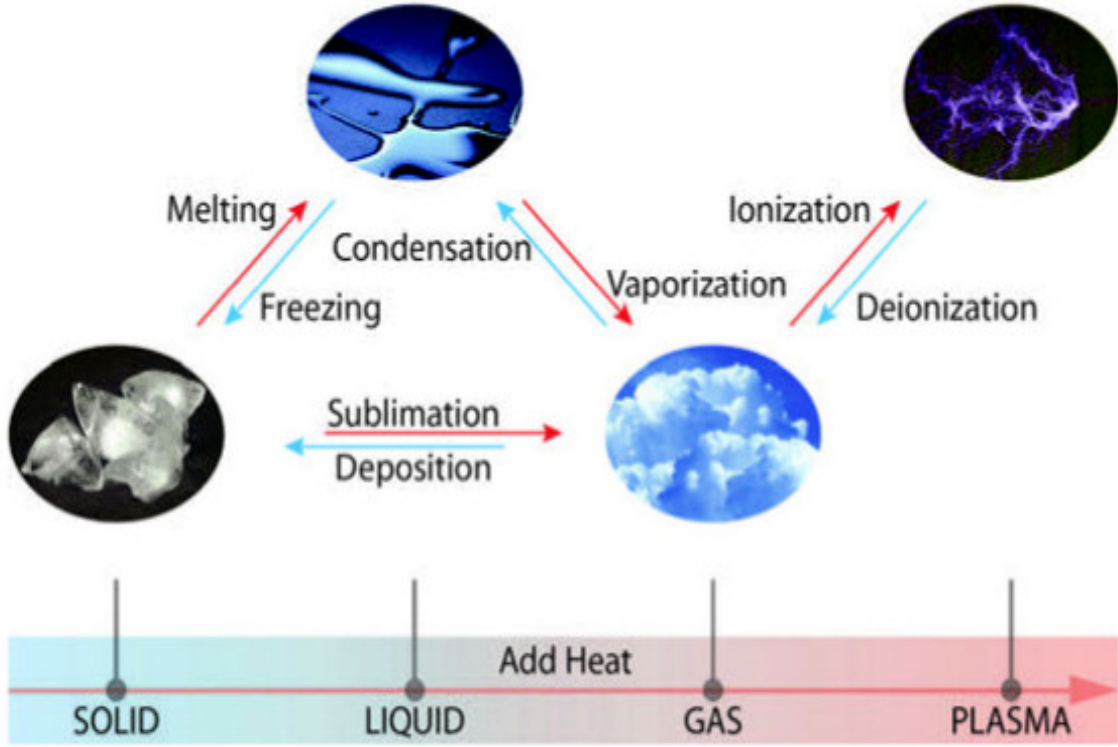 Melting
Freezing
Condensation
Vaporization
Ionization
Deionization
Sublimation
Deposition
Add Heat
SOLID
LIQUID
GAS
PLASMA